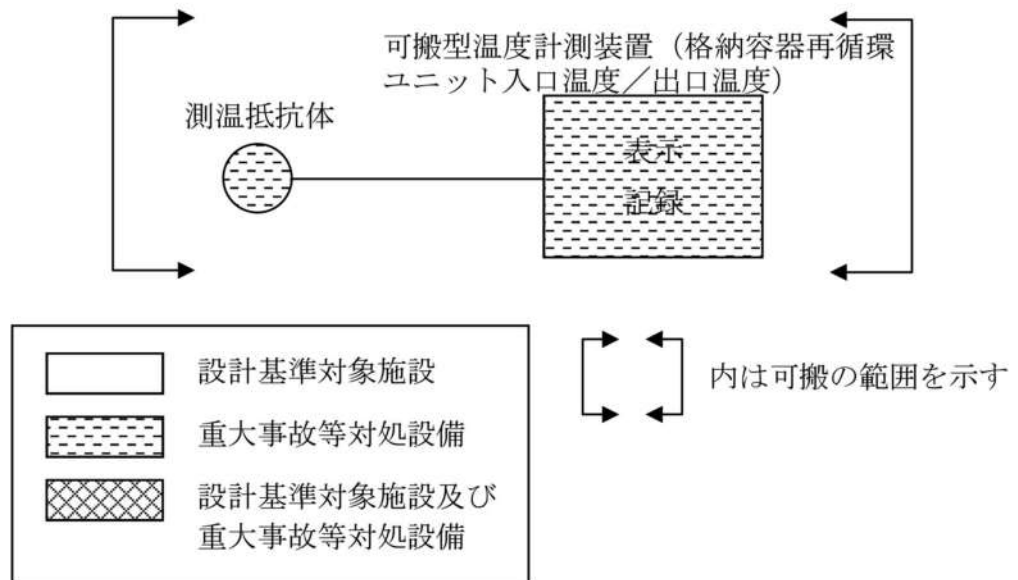 可搬型温度計測装置（格納容器再循環
ユニット入口温度／出口温度）
測温抵抗体
表示
記録
設計基準対象施設
重大事故等対処設備
設計基準対象施設及び
重大事故等対処設備
内は可搬の範囲を示す